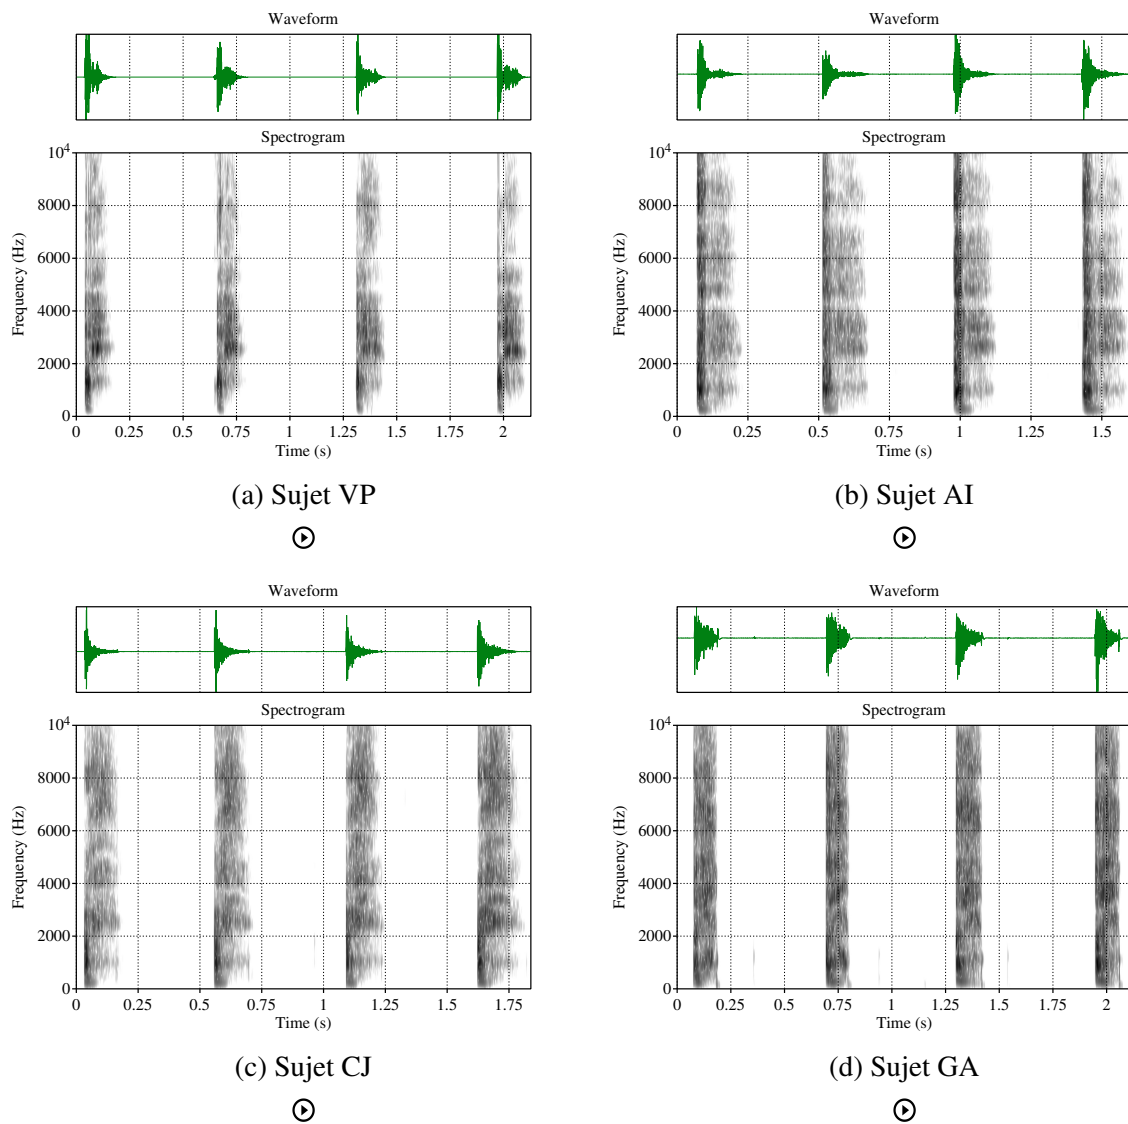 Waveform
Spectrogram
10⁴
8000
6000
4000
2000
0
Frequency (Hz)
0 0.25 0.5 0.75 1 1.25 1.5 1.75 2
Time (s)
(a) Sujet VP
Waveform
Spectrogram
10⁴
8000
6000
4000
2000
0
Frequency (Hz)
0 0.5 1 1.25 1.5
Time (s)
(b) Sujet AI
Waveform
Spectrogram
10⁴
8000
6000
4000
2000
0
Frequency (Hz)
0 0.25 0.5 0.75 1 1.25 1.5 1.75
Time (s)
(c) Sujet CJ
Waveform
Spectrogram
10⁴
8000
6000
4000
2000
0
Frequency (Hz)
0 0.25 0.5 0.75 1 1.25 1.5 1.75 2
Time (s)
(d) Sujet GA